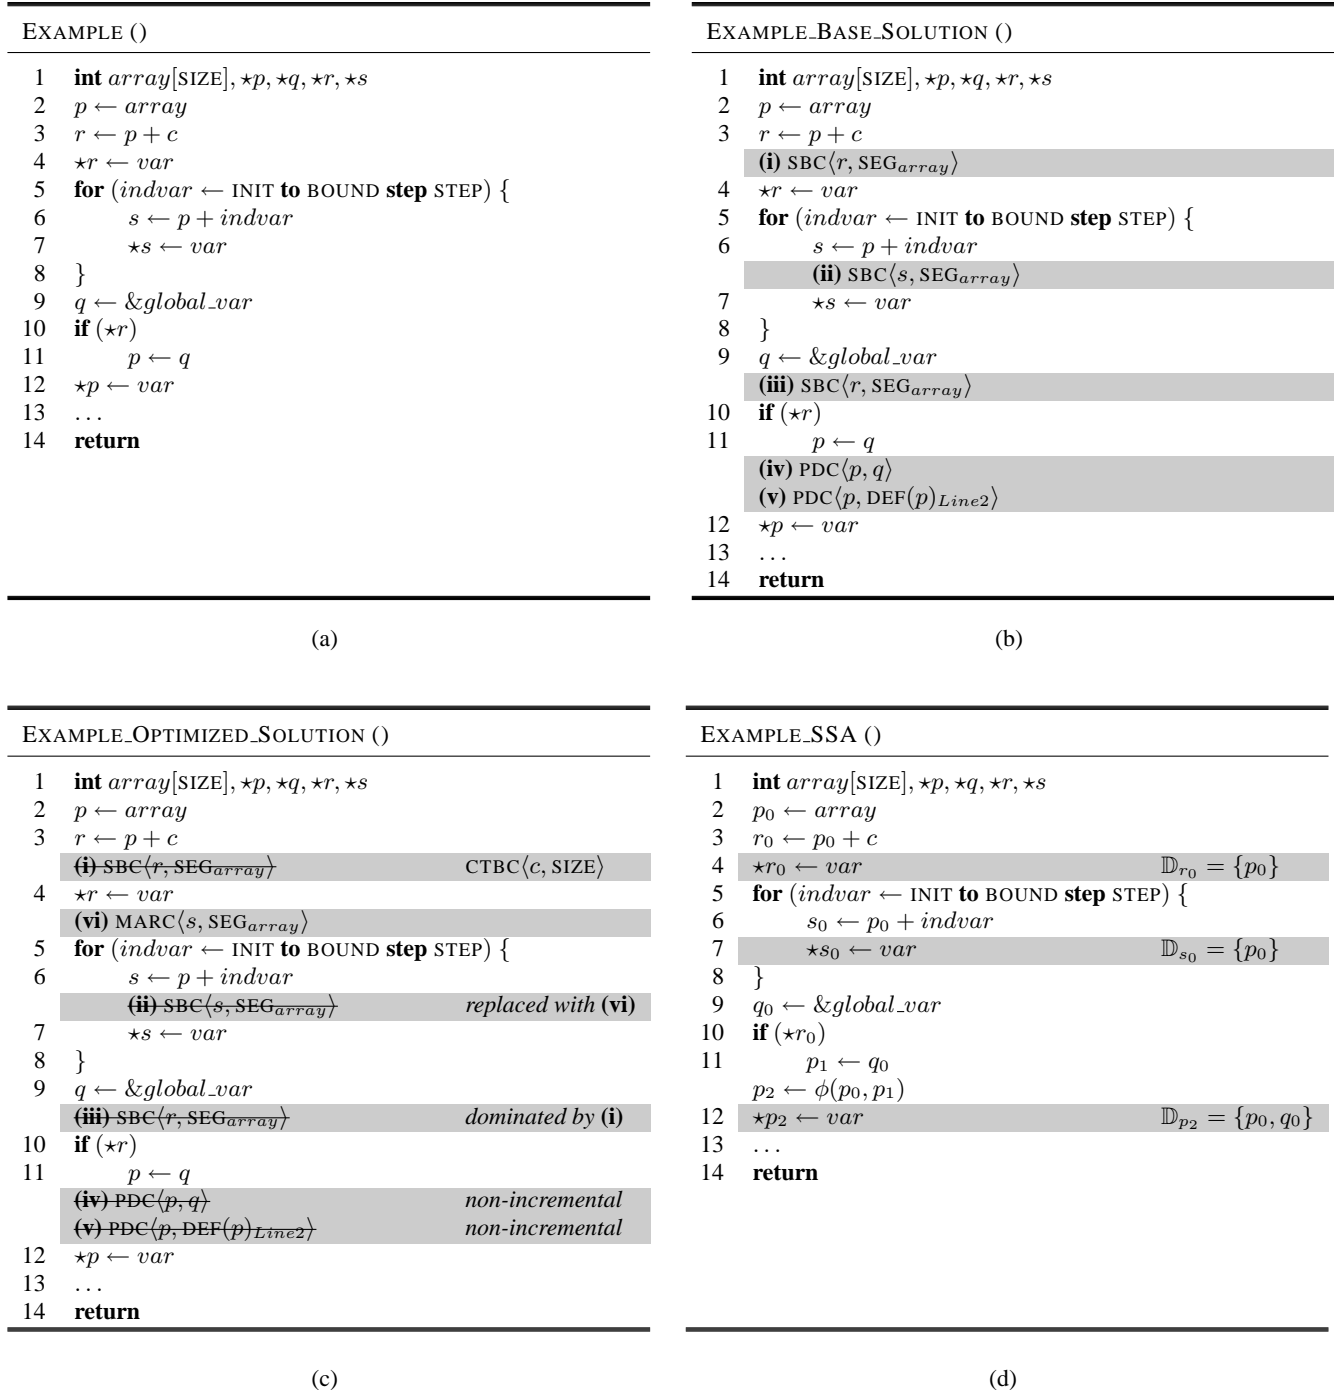 EXAMPLE ()
1 int array[SIZE], ⋆p, ⋆q, ⋆r, ⋆s
2 p ← array
3 r ← p + c
4 ⋆r ← var
5 for (indvar ← INIT to BOUND step STEP) {
6 s ← p + indvar
7 ⋆s ← var
8 }
9 q ← &global_var
10 if (⋆r)
11 p ← q
12 ⋆p ← var
13 ...
14 return
(a)
EXAMPLE_BASE_SOLUTION ()
1 int array[SIZE], ⋆p, ⋆q, ⋆r, ⋆s
2 p ← array
3 r ← p + c
(i) SBC⟨r, SEG_array⟩
4 ⋆r ← var
5 for (indvar ← INIT to BOUND step STEP) {
6 s ← p + indvar
(ii) SBC⟨s, SEG_array⟩
7 ⋆s ← var
8 }
9 q ← &global_var
(iii) SBC⟨r, SEG_array⟩
10 if (⋆r)
11 p ← q
(iv) PDC⟨p, q⟩
(v) PDC⟨p, DEF(p)_Line2⟩
12 ⋆p ← var
13 ...
14 return
(b)
EXAMPLE_OPTIMIZED_SOLUTION ()
1 int array[SIZE], ⋆p, ⋆q, ⋆r, ⋆s
2 p ← array
3 r ← p + c
(i) SBC⟨r, SEG_array⟩ CTBC⟨c, SIZE⟩
4 ⋆r ← var
(vi) MARC⟨s, SEG_array⟩
5 for (indvar ← INIT to BOUND step STEP) {
6 s ← p + indvar
(ii) SBC⟨s, SEG_array⟩ replaced with (vi)
7 ⋆s ← var
8 }
9 q ← &global_var
(iii) SBC⟨r, SEG_array⟩ dominated by (i)
10 if (⋆r)
11 p ← q
(iv) PDC⟨p, q⟩ non-incremental
(v) PDC⟨p, DEF(p)_Line2⟩ non-incremental
12 ⋆p ← var
13 ...
14 return
(c)
EXAMPLE_SSA ()
1 int array[SIZE], ⋆p, ⋆q, ⋆r, ⋆s
2 p₀ ← array
3 r₀ ← p₀ + c
4 ⋆r₀ ← var 𝔻_r₀ = {p₀}
5 for (indvar ← INIT to BOUND step STEP) {
6 s₀ ← p₀ + indvar
7 ⋆s₀ ← var 𝔻_s₀ = {p₀}
8 }
9 q₀ ← &global_var
10 if (⋆r₀)
11 p₁ ← q₀
p₂ ← ϕ(p₀, p₁)
12 ⋆p₂ ← var 𝔻_p₂ = {p₀, q₀}
13 ...
14 return
(d)